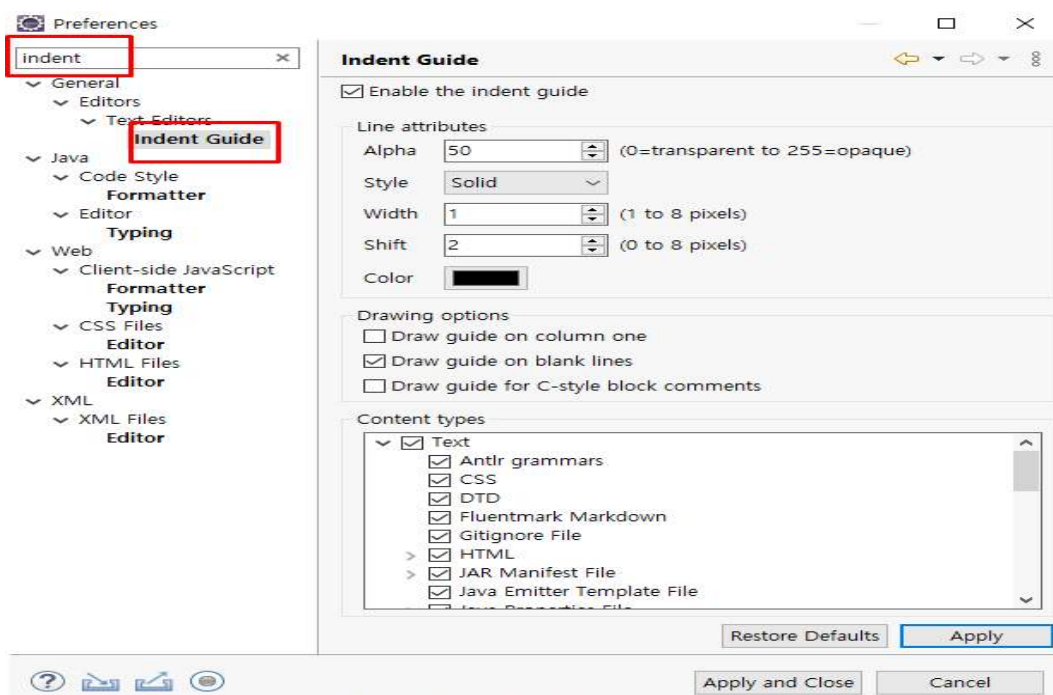 Preferences
indent
General
Editors
Text Editors
Indent Guide
Java
Code Style
Formatter
Editor
Typing
Web
Client-side JavaScript
Formatter
Typing
CSS Files
Editor
HTML Files
Editor
XML
XML Files
Editor
Indent Guide
Enable the indent guide
Line attributes
Alpha 50 (0=transparent to 255=opaque)
Style Solid
Width 1 (1 to 8 pixels)
Shift 2 (0 to 8 pixels)
Color
Drawing options
Draw guide on column one
Draw guide on blank lines
Draw guide for C-style block comments
Content types
Text
Antlr grammars
CSS
DTD
Fluentmark Markdown
Gitignore File
HTML
JAR Manifest File
Java Emitter Template File
Java Properties File
Restore Defaults Apply
Apply and Close Cancel